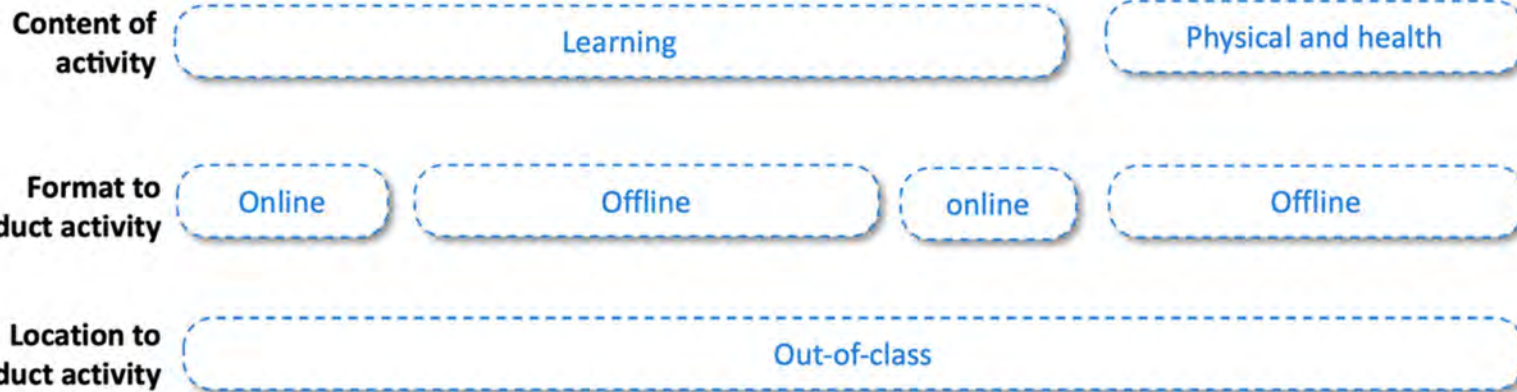 Content of
activity
Learning
Physical and health
Format to
duct activity
Online
Offline
online
Offline
Location to
duct activity
Out-of-class